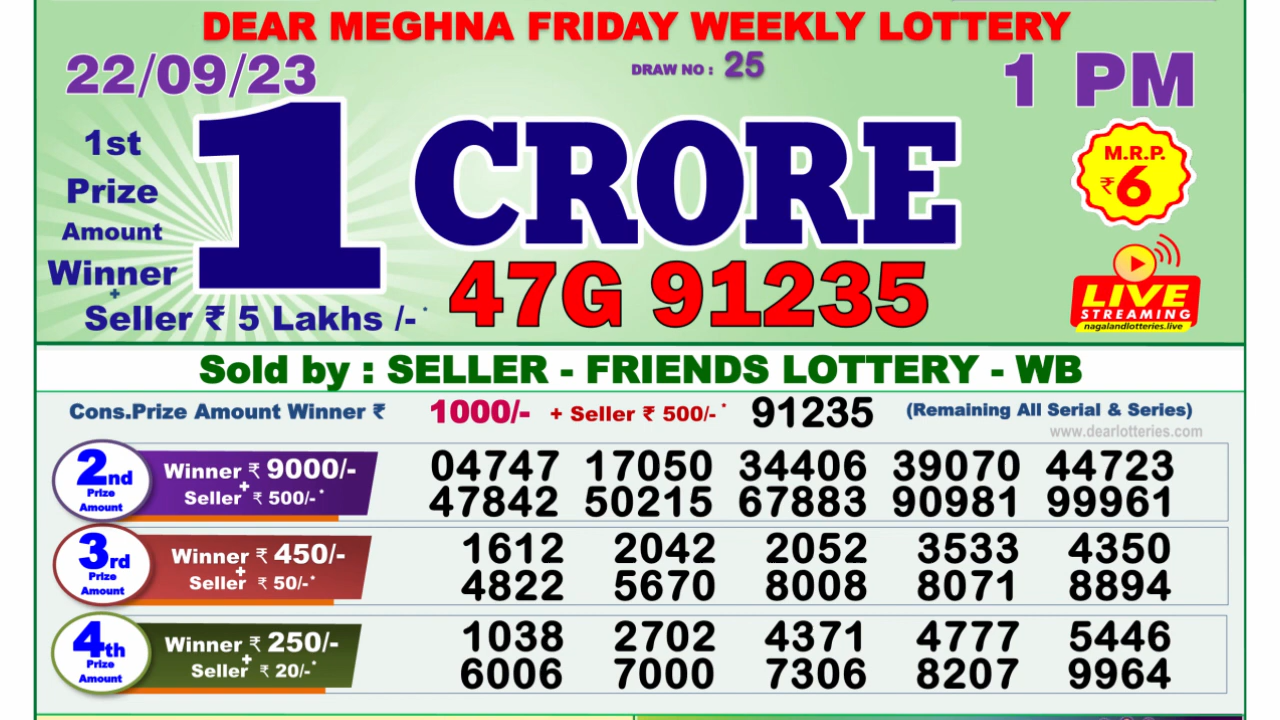 DEAR MEGHNA FRIDAY WEEKLY LOTTERY
22/09/23 DRAW NO : 25 1 PM
1st Prize Amount Winner + Seller ₹ 5 Lakhs /-*
1 CRORE
M.R.P. ₹6
47G 91235
LIVE
STREAMING
nagalandlotteries.live
Sold by : SELLER - FRIENDS LOTTERY - WB
Cons.Prize Amount Winner ₹ 1000/- + Seller ₹ 500/-* 91235 (Remaining All Serial & Series)
www.dearlotteries.com
2nd Prize Amount Winner ₹ 9000/- + Seller ₹ 500/-*
04747 17050 34406 39070 44723
47842 50215 67883 90981 99961
3rd Prize Amount Winner ₹ 450/- + Seller ₹ 50/-*
1612 2042 2052 3533 4350
4822 5670 8008 8071 8894
4th Prize Amount Winner ₹ 250/- + Seller ₹ 20/-*
1038 2702 4371 4777 5446
6006 7000 7306 8207 9964